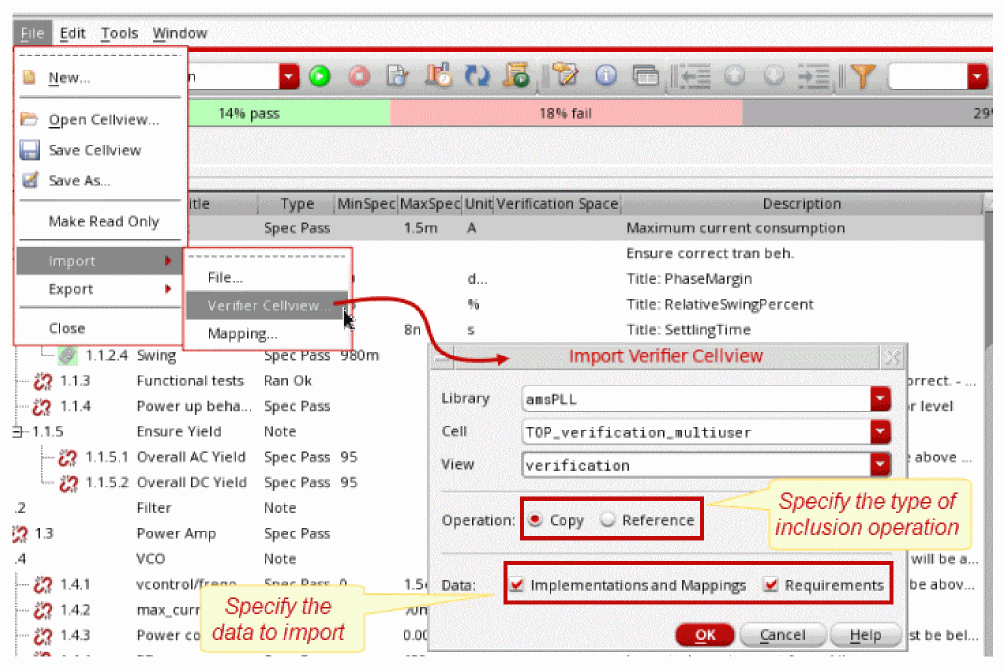 File Edit Tools Window
New...
n
Open Cellview...
14% pass
18% fail
29%
Save Cellview
Save As...
Make Read Only
Import
Export
Close
File...
Verifier Cellview...
Mapping...
itle Type MinSpec MaxSpec Unit Verification Space Description
Spec Pass 1.5m A Maximum current consumption
Ensure correct tran beh.
d... Title: PhaseMargin
% Title: RelativeSwingPercent
8n s Title: SettlingTime
1.1.2.4 Swing Spec Pass 980m
1.1.3 Functional tests Ran Ok
orrect. - ...
1.1.4 Power up beha... Spec Pass
r level
1.1.5 Ensure Yield Note
1.1.5.1 Overall AC Yield Spec Pass 95
above ...
1.1.5.2 Overall DC Yield Spec Pass 95
.2 Filter Note
1.3 Power Amp Spec Pass
.4 VCO Note
will be a...
1.4.1 Spec Pass 0 1.5
be abov...
1.4.2 max_curr
1.4.3 Power co 0.00
st be bel...
Import Verifier Cellview
Library amsPLL
Cell TOP_verification_multiuser
View verification
Operation: Copy Reference
Data: Implementations and Mappings Requirements
OK Cancel Help
Specify the type of
inclusion operation
Specify the
data to import